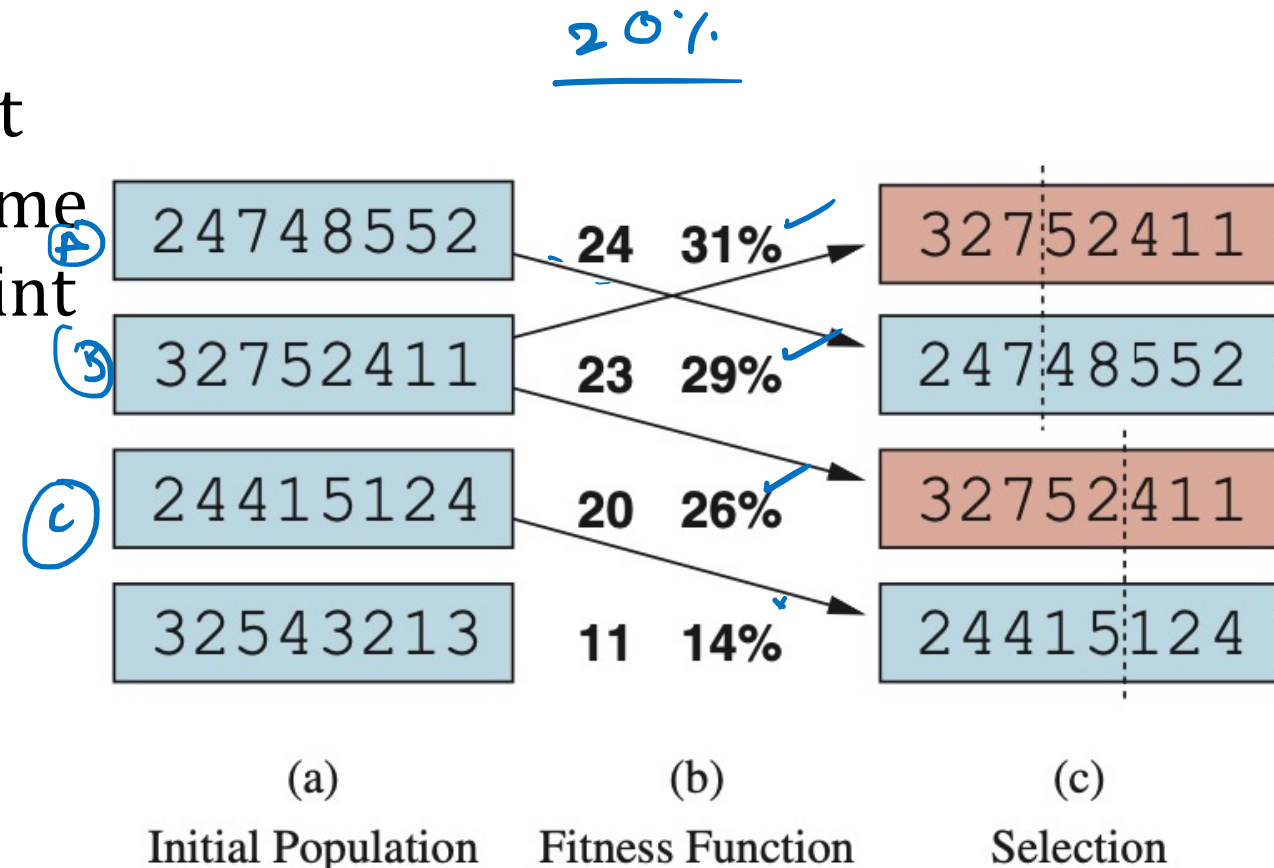 20%
t
me
int
A 24748552 24 31% 32752411
B 32752411 23 29% 24748552
C 24415124 20 26% 32752411
32543213 11 14% 24415124
(a) (b) (c)
Initial Population Fitness Function Selection